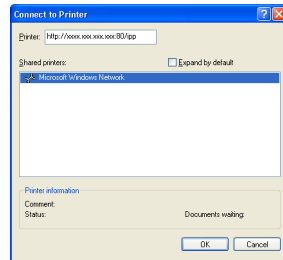 Connect to Printer
Printer: http://xxxx.xxx.xxx.xxx:80/ipp
Shared printers: Expand by default
Microsoft Windows Network
Printer information
Comment:
Status: Documents waiting:
OK Cancel